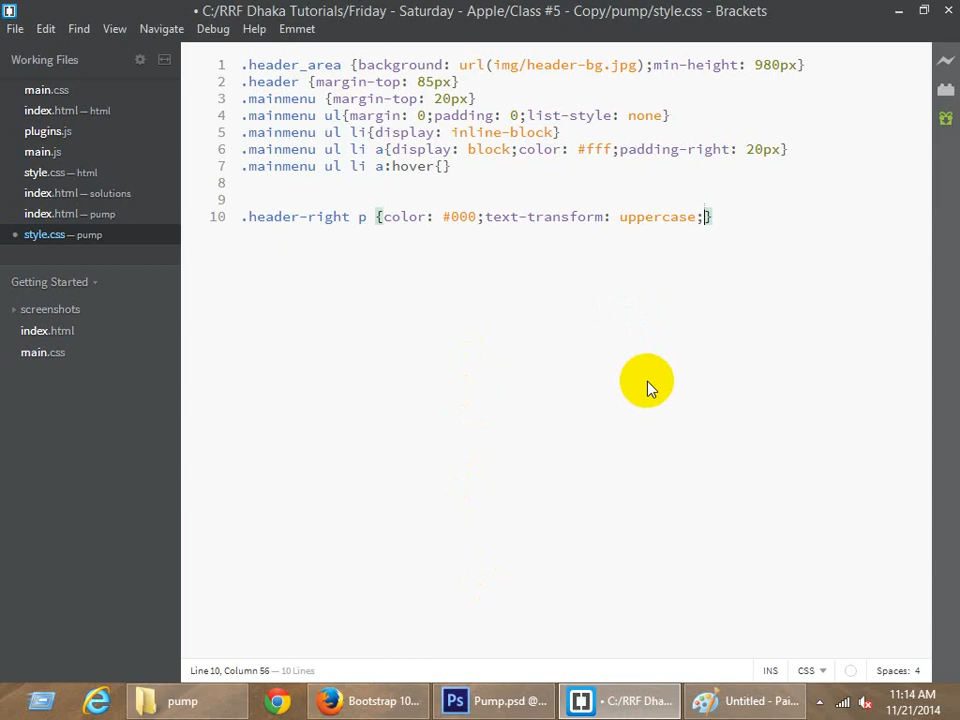 • C:/RRF Dhaka Tutorials/Friday - Saturday - Apple/Class #5 - Copy/pump/style.css - Brackets
File Edit Find View Navigate Debug Help Emmet
Working Files
main.css
index.html — html
plugins.js
main.js
style.css — html
index.html — solutions
index.html — pump
• style.css — pump
Getting Started
screenshots
index.html
main.css
1 .header_area {background: url(img/header-bg.jpg);min-height: 980px}
2 .header {margin-top: 85px}
3 .mainmenu {margin-top: 20px}
4 .mainmenu ul{margin: 0;padding: 0;list-style: none}
5 .mainmenu ul li{display: inline-block}
6 .mainmenu ul li a{display: block;color: #fff;padding-right: 20px}
7 .mainmenu ul li a:hover{}
8
9
10 .header-right p {color: #000;text-transform: uppercase;}
Line 10, Column 56 — 10 Lines
INS CSS Spaces: 4
pump
Bootstrap 10...
Ps Pump.psd @...
• C:/RRF Dha...
Untitled - Pai...
11:14 AM
11/21/2014